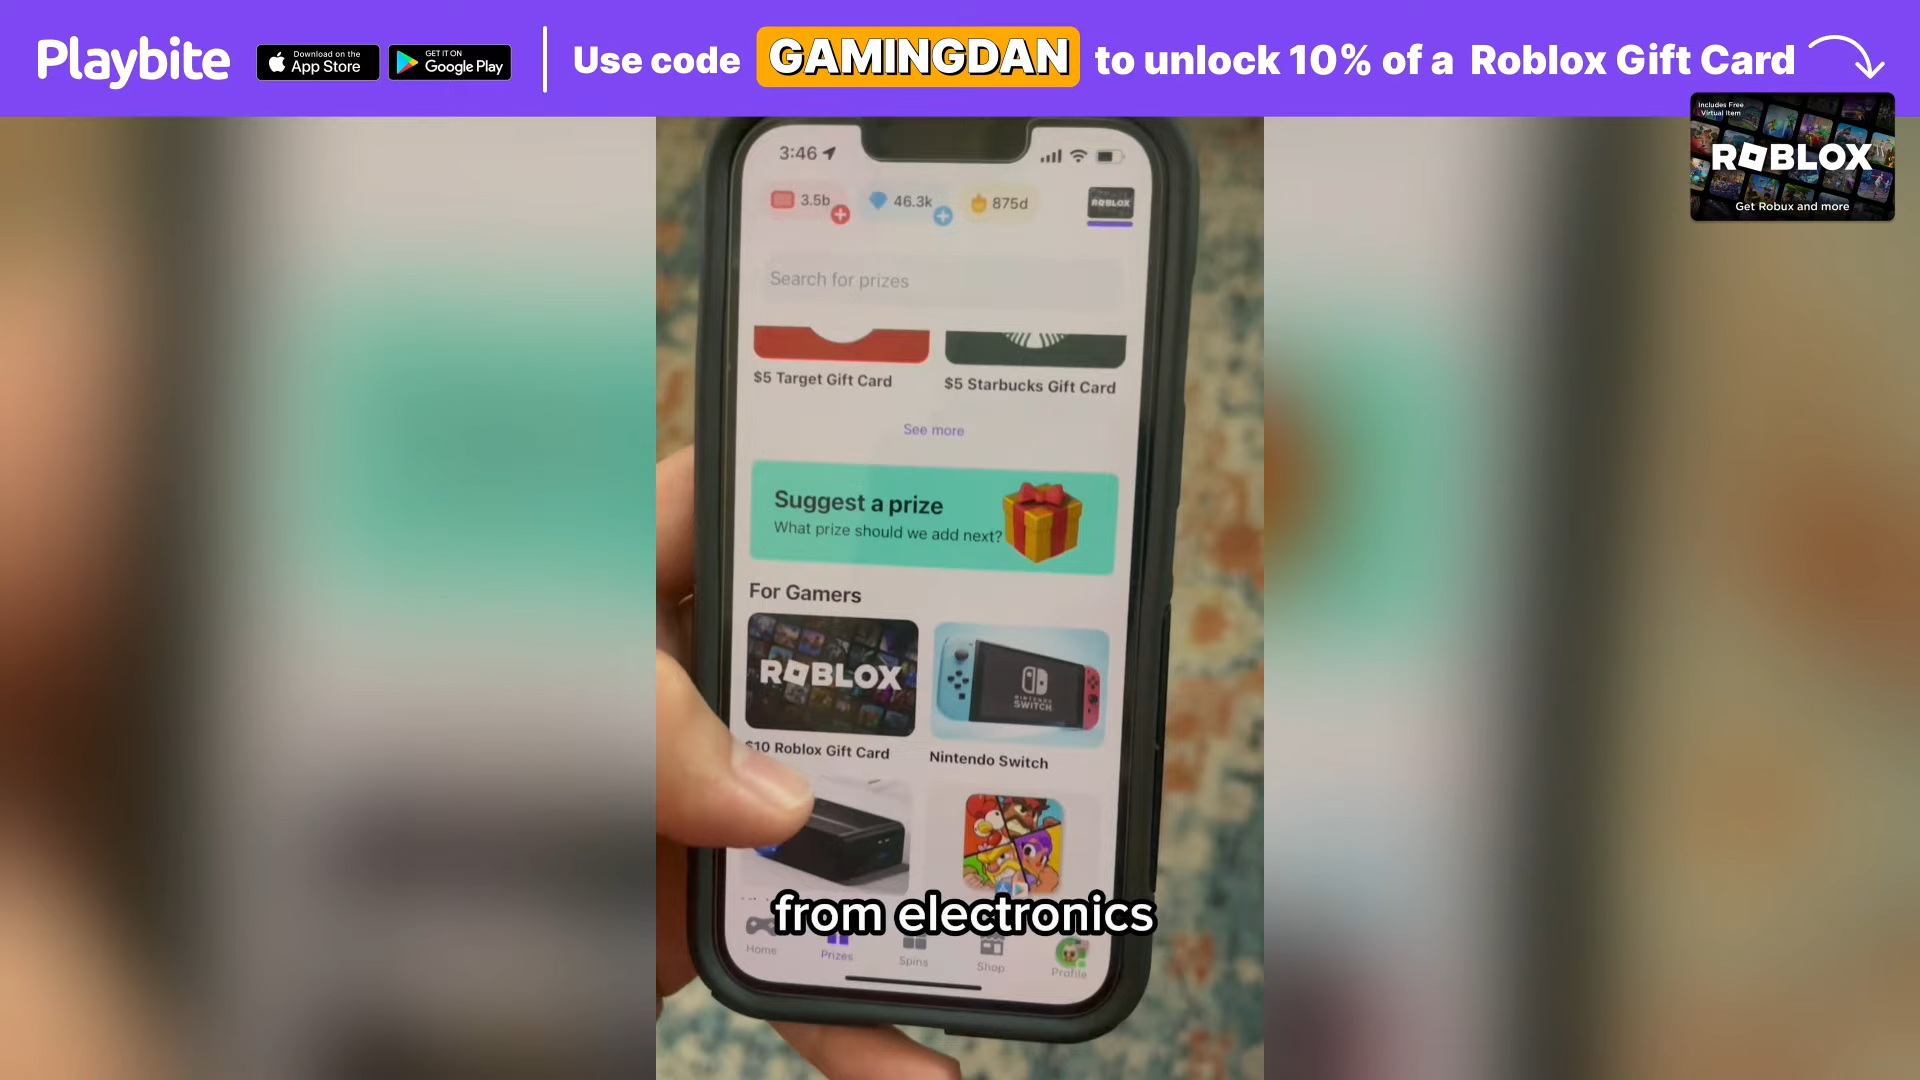 Playbite
Download on the
App Store
GET IT ON
Google Play
Use code GAMINGDAN to unlock 10% of a Roblox Gift Card
Includes Free
Virtual Item
ROBLOX
Get Robux and more
3:46
3.5b
46.3k
875d
ROBLOX
Search for prizes
$5 Target Gift Card
$5 Starbucks Gift Card
See more
Suggest a prize
What prize should we add next?
For Gamers
ROBLOX
NINTENDO
SWITCH
$10 Roblox Gift Card
Nintendo Switch
from electronics
Home
Prizes
Spins
Shop
Profile